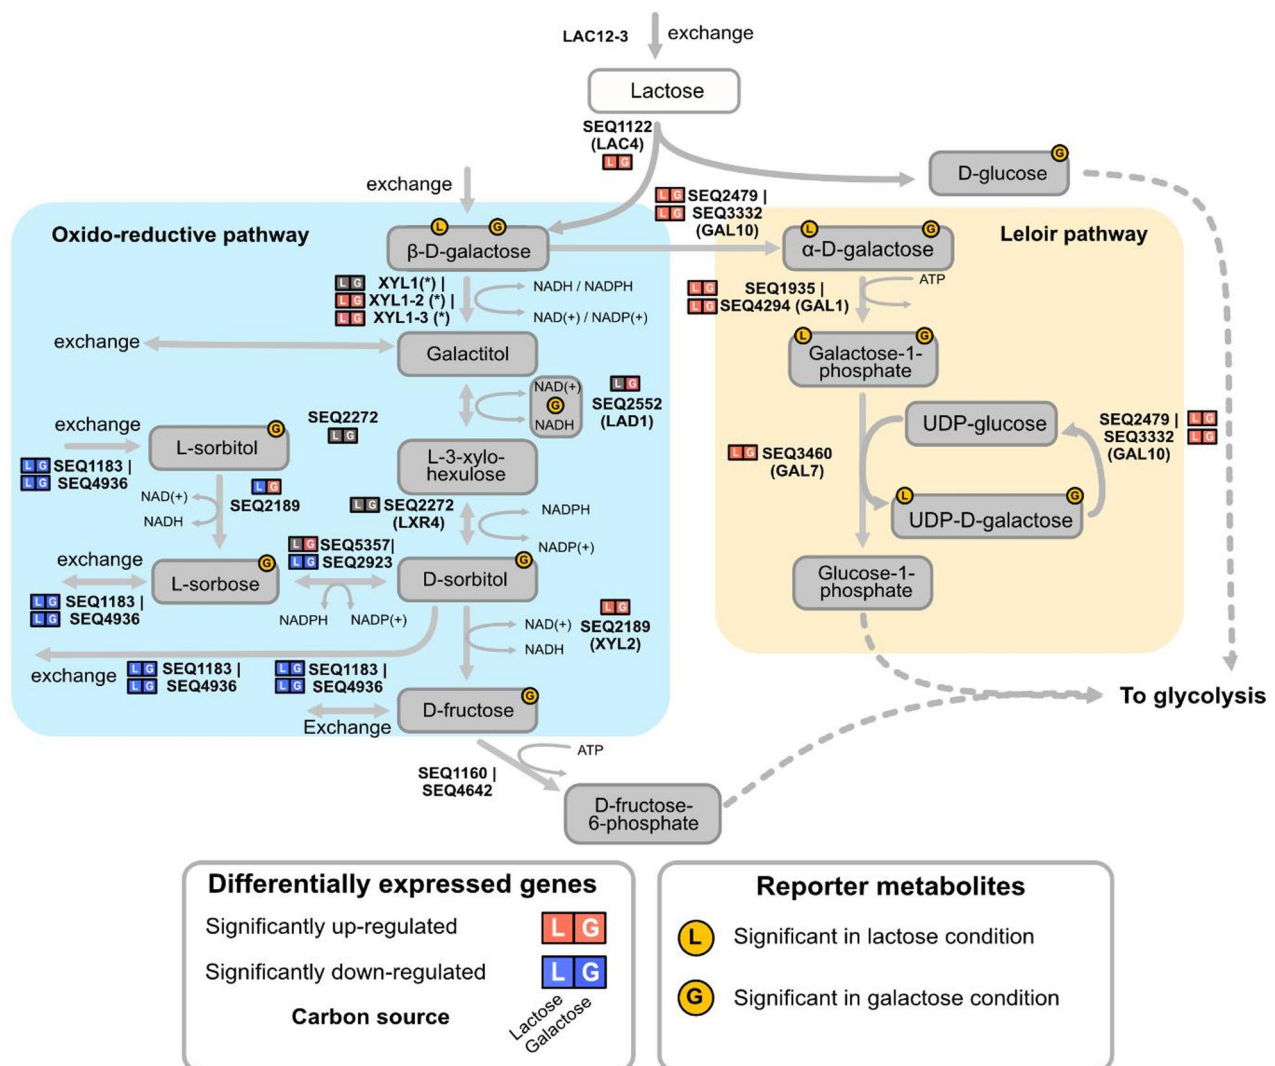 LAC12-3
exchange
Lactose
SEQ1122
(LAC4)
L G
D-glucose
G
exchange
L G SEQ2479 |
L G SEQ3332
(GAL10)
Oxido-reductive pathway
L
G
β-D-galactose
L
G
α-D-galactose
Leloir pathway
L G XYL1(*) |
L G XYL1-2 (*) |
L G XYL1-3 (*)
NADH / NADPH
NAD(+) / NADP(+)
L G SEQ1935 |
L G SEQ4294 (GAL1)
ATP
exchange
Galactitol
L
G
Galactose-1-
phosphate
NAD(+)
G
NADH
L G
SEQ2552
(LAD1)
exchange
L-sorbitol
G
SEQ2272
L G
L-3-xylo-
hexulose
UDP-glucose
SEQ2479 | L G
SEQ3332 L G
(GAL10)
L G SEQ1183 |
L G SEQ4936
NAD(+)
NADH
L G
SEQ2189
L G SEQ2272
(LXR4)
NADPH
NADP(+)
L G SEQ3460
(GAL7)
L
G
UDP-D-galactose
exchange
L-sorbose
G
L G SEQ5357|
L G SEQ2923
D-sorbitol
G
Glucose-1-
phosphate
L G SEQ1183 |
L G SEQ4936
NADPH
NADP(+)
NAD(+)
NADH
L G
SEQ2189
(XYL2)
exchange
L G SEQ1183 |
L G SEQ4936
L G SEQ1183 |
L G SEQ4936
Exchange
D-fructose
G
To glycolysis
SEQ1160 |
SEQ4642
ATP
D-fructose-
6-phosphate
Differentially expressed genes
Significantly up-regulated
L G
Significantly down-regulated
L G
Carbon source
Lactose
Galactose
Reporter metabolites
L Significant in lactose condition
G Significant in galactose condition